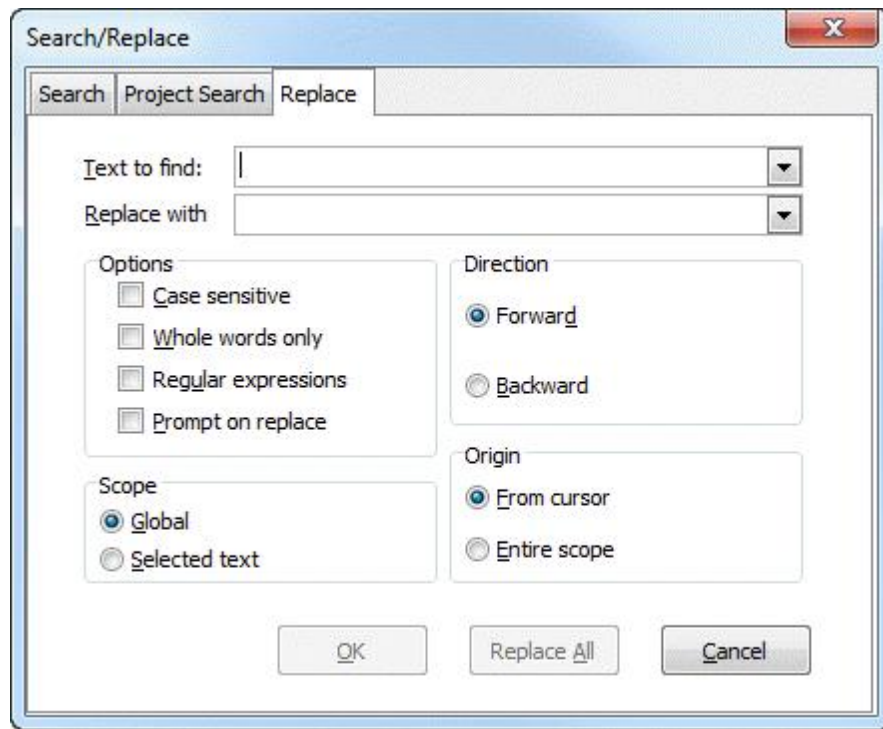 Search/Replace
Search Project Search Replace
Text to find:
Replace with
Options
Case sensitive
Whole words only
Regular expressions
Prompt on replace
Direction
Forward
Backward
Scope
Global
Selected text
Origin
From cursor
Entire scope
OK Replace All Cancel